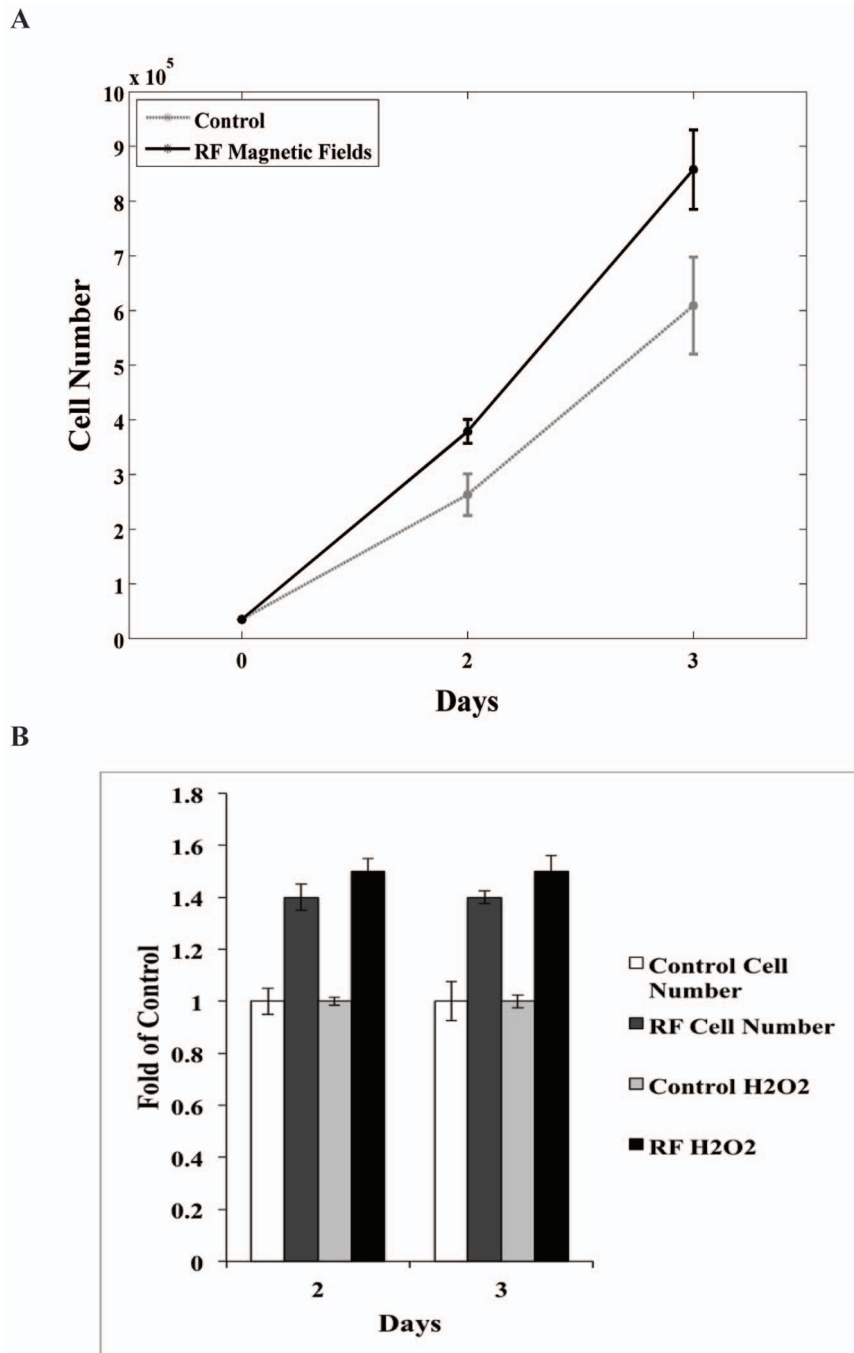 A
x 10^5
10
9
8
7
6
5
4
3
2
1
0
Control
RF Magnetic Fields
Cell Number
0 2 3
Days
B
1.8
1.6
1.4
1.2
1
0.8
0.6
0.4
0.2
0
Fold of Control
2 3
Days
Control Cell
Number
RF Cell Number
Control H2O2
RF H2O2